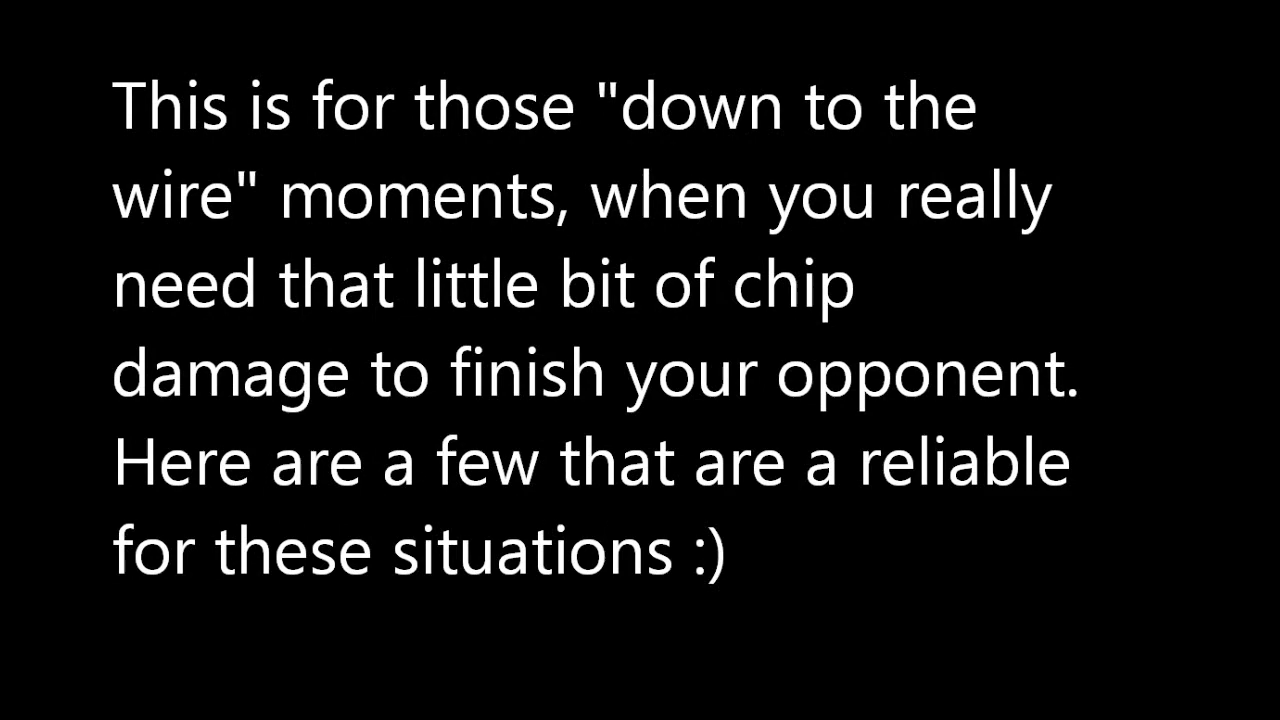 This is for those "down to the
wire" moments, when you really
need that little bit of chip
damage to finish your opponent.
Here are a few that are a reliable
for these situations :)